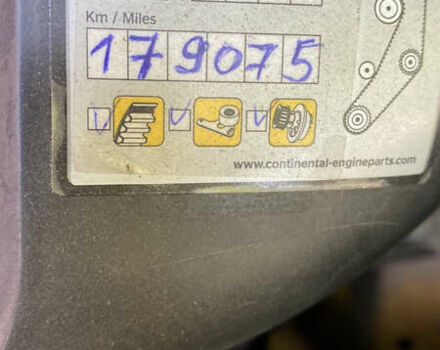 Km / Miles
179075
www.continental-engineparts.com